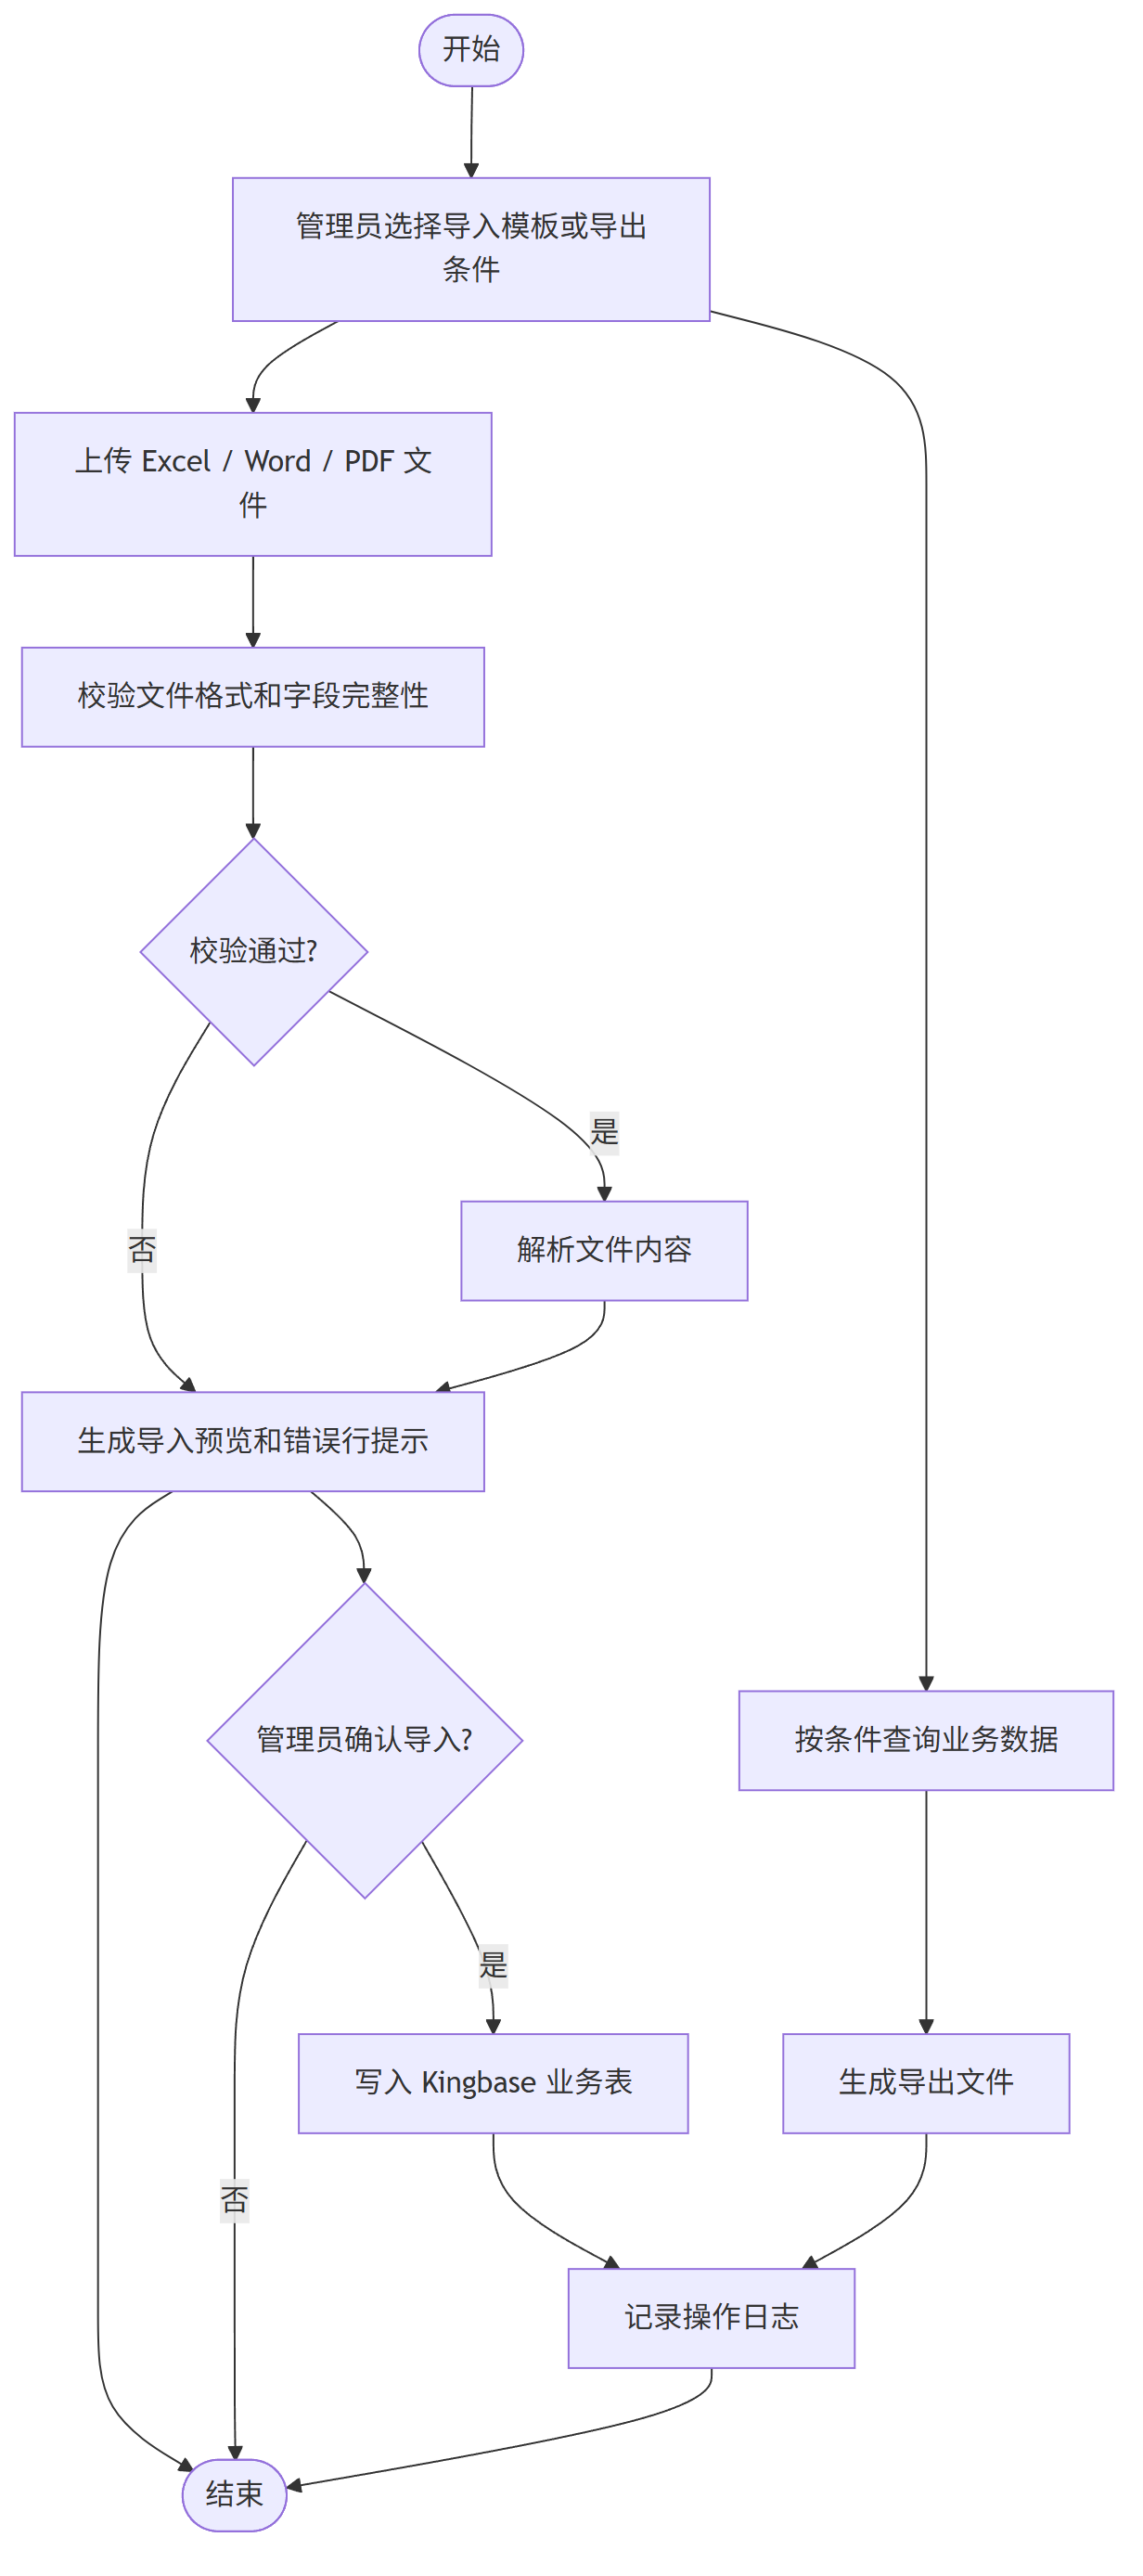 开始
管理员选择导入模板或导出
条件
上传 Excel / Word / PDF 文
件
校验文件格式和字段完整性
校验通过?
是
否
解析文件内容
生成导入预览和错误行提示
管理员确认导入?
按条件查询业务数据
是
写入 Kingbase 业务表
生成导出文件
否
记录操作日志
结束